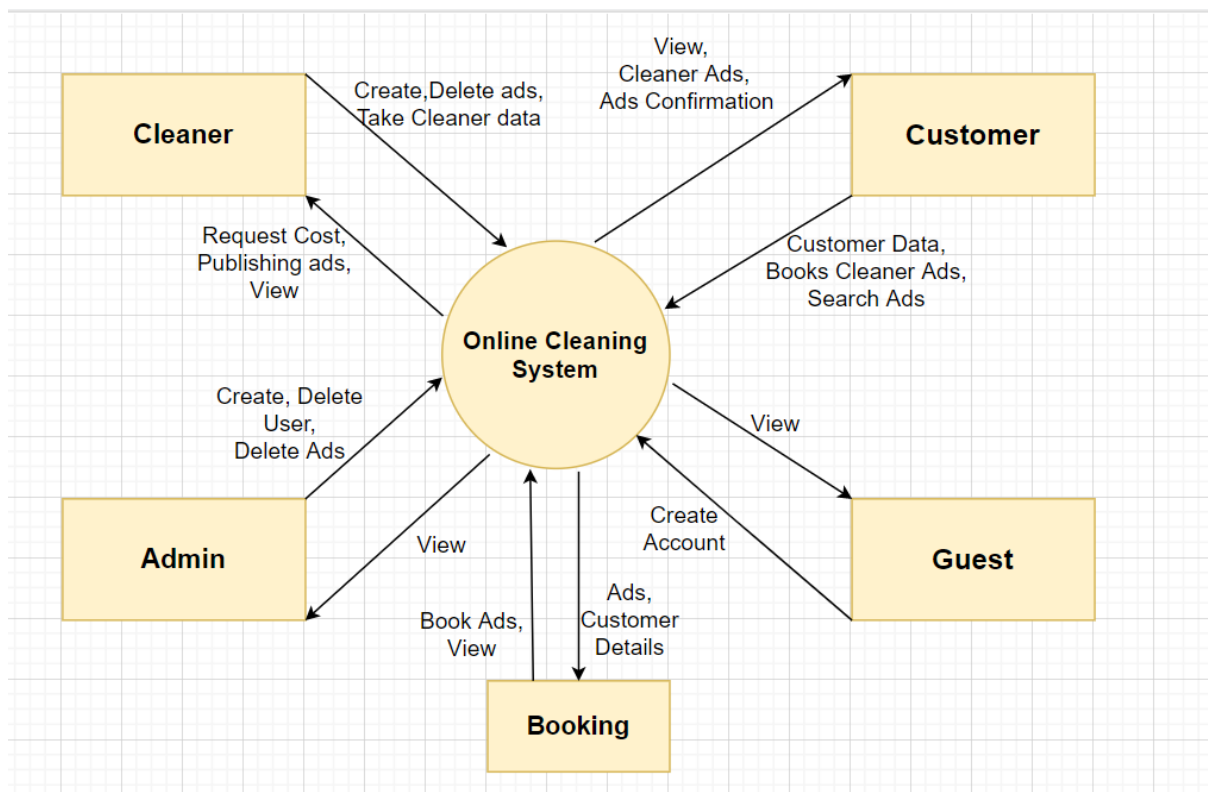 View,
Cleaner Ads,
Ads Confirmation
Create,Delete ads,
Take Cleaner data
Cleaner
Customer
Request Cost,
Publishing ads,
View
Customer Data,
Books Cleaner Ads,
Search Ads
Online Cleaning
System
Create, Delete
User,
Delete Ads
View
Create
Account
View
Admin
Guest
Book Ads,
View
Ads,
Customer
Details
Booking